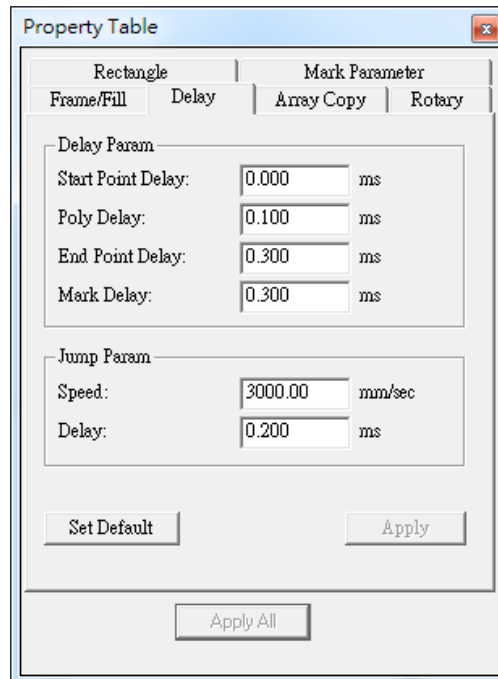 Property Table
Rectangle Mark Parameter
Frame/Fill Delay Array Copy Rotary
Delay Param
Start Point Delay: 0.000 ms
Poly Delay: 0.100 ms
End Point Delay: 0.300 ms
Mark Delay: 0.300 ms
Jump Param
Speed: 3000.00 mm/sec
Delay: 0.200 ms
Set Default Apply
Apply All